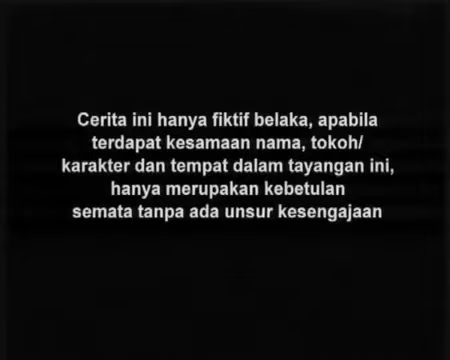 Cerita ini hanya fiktif belaka, apabila
terdapat kesamaan nama, tokoh/
karakter dan tempat dalam tayangan ini,
hanya merupakan kebetulan
semata tanpa ada unsur kesengajaan